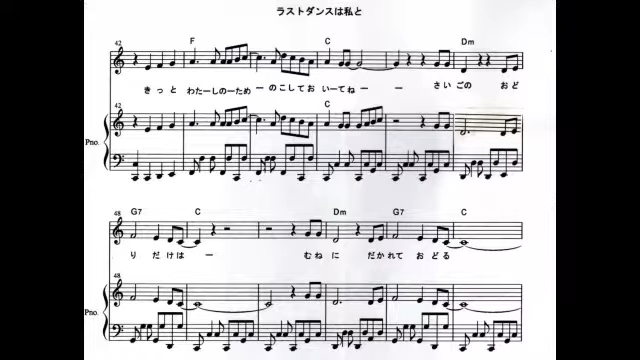 ラストダンスは私と
42 F C Dm
きっと わたーしのーため ーのこしてお いーてね ー ー さいごの おど
42 C
Pno.
48 G7 C Dm G7 C
り だけは ー むねに だかれて おどる
48
Pno.